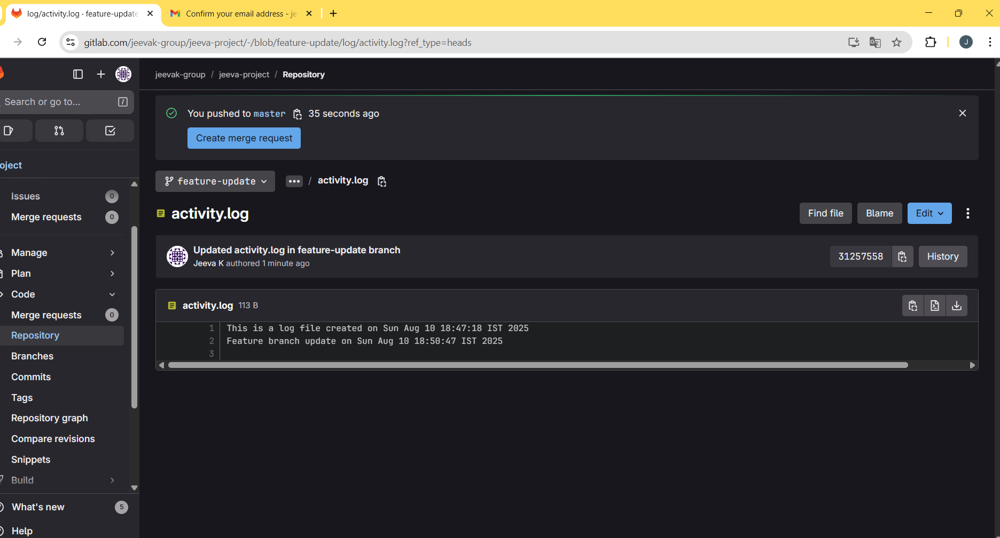 log/activity.log · feature-update
Confirm your email address - je
gitlab.com/jeevak-group/jeeva-project/-/blob/feature-update/log/activity.log?ref_type=heads
J
jeevak-group / jeeva-project / Repository
Search or go to... /
You pushed to master 35 seconds ago
Create merge request
oject
feature-update ... / activity.log
Issues 0
Merge requests 0
activity.log
Find file
Blame
Edit
Manage
Plan
Code
Merge requests 0
Repository
Branches
Commits
Tags
Repository graph
Compare revisions
Snippets
Build
What's new 5
Help
Updated activity.log in feature-update branch
Jeeva K authored 1 minute ago
31257558
History
activity.log 113 B
1 This is a log file created on Sun Aug 10 18:47:18 IST 2025
2 Feature branch update on Sun Aug 10 18:50:47 IST 2025
3